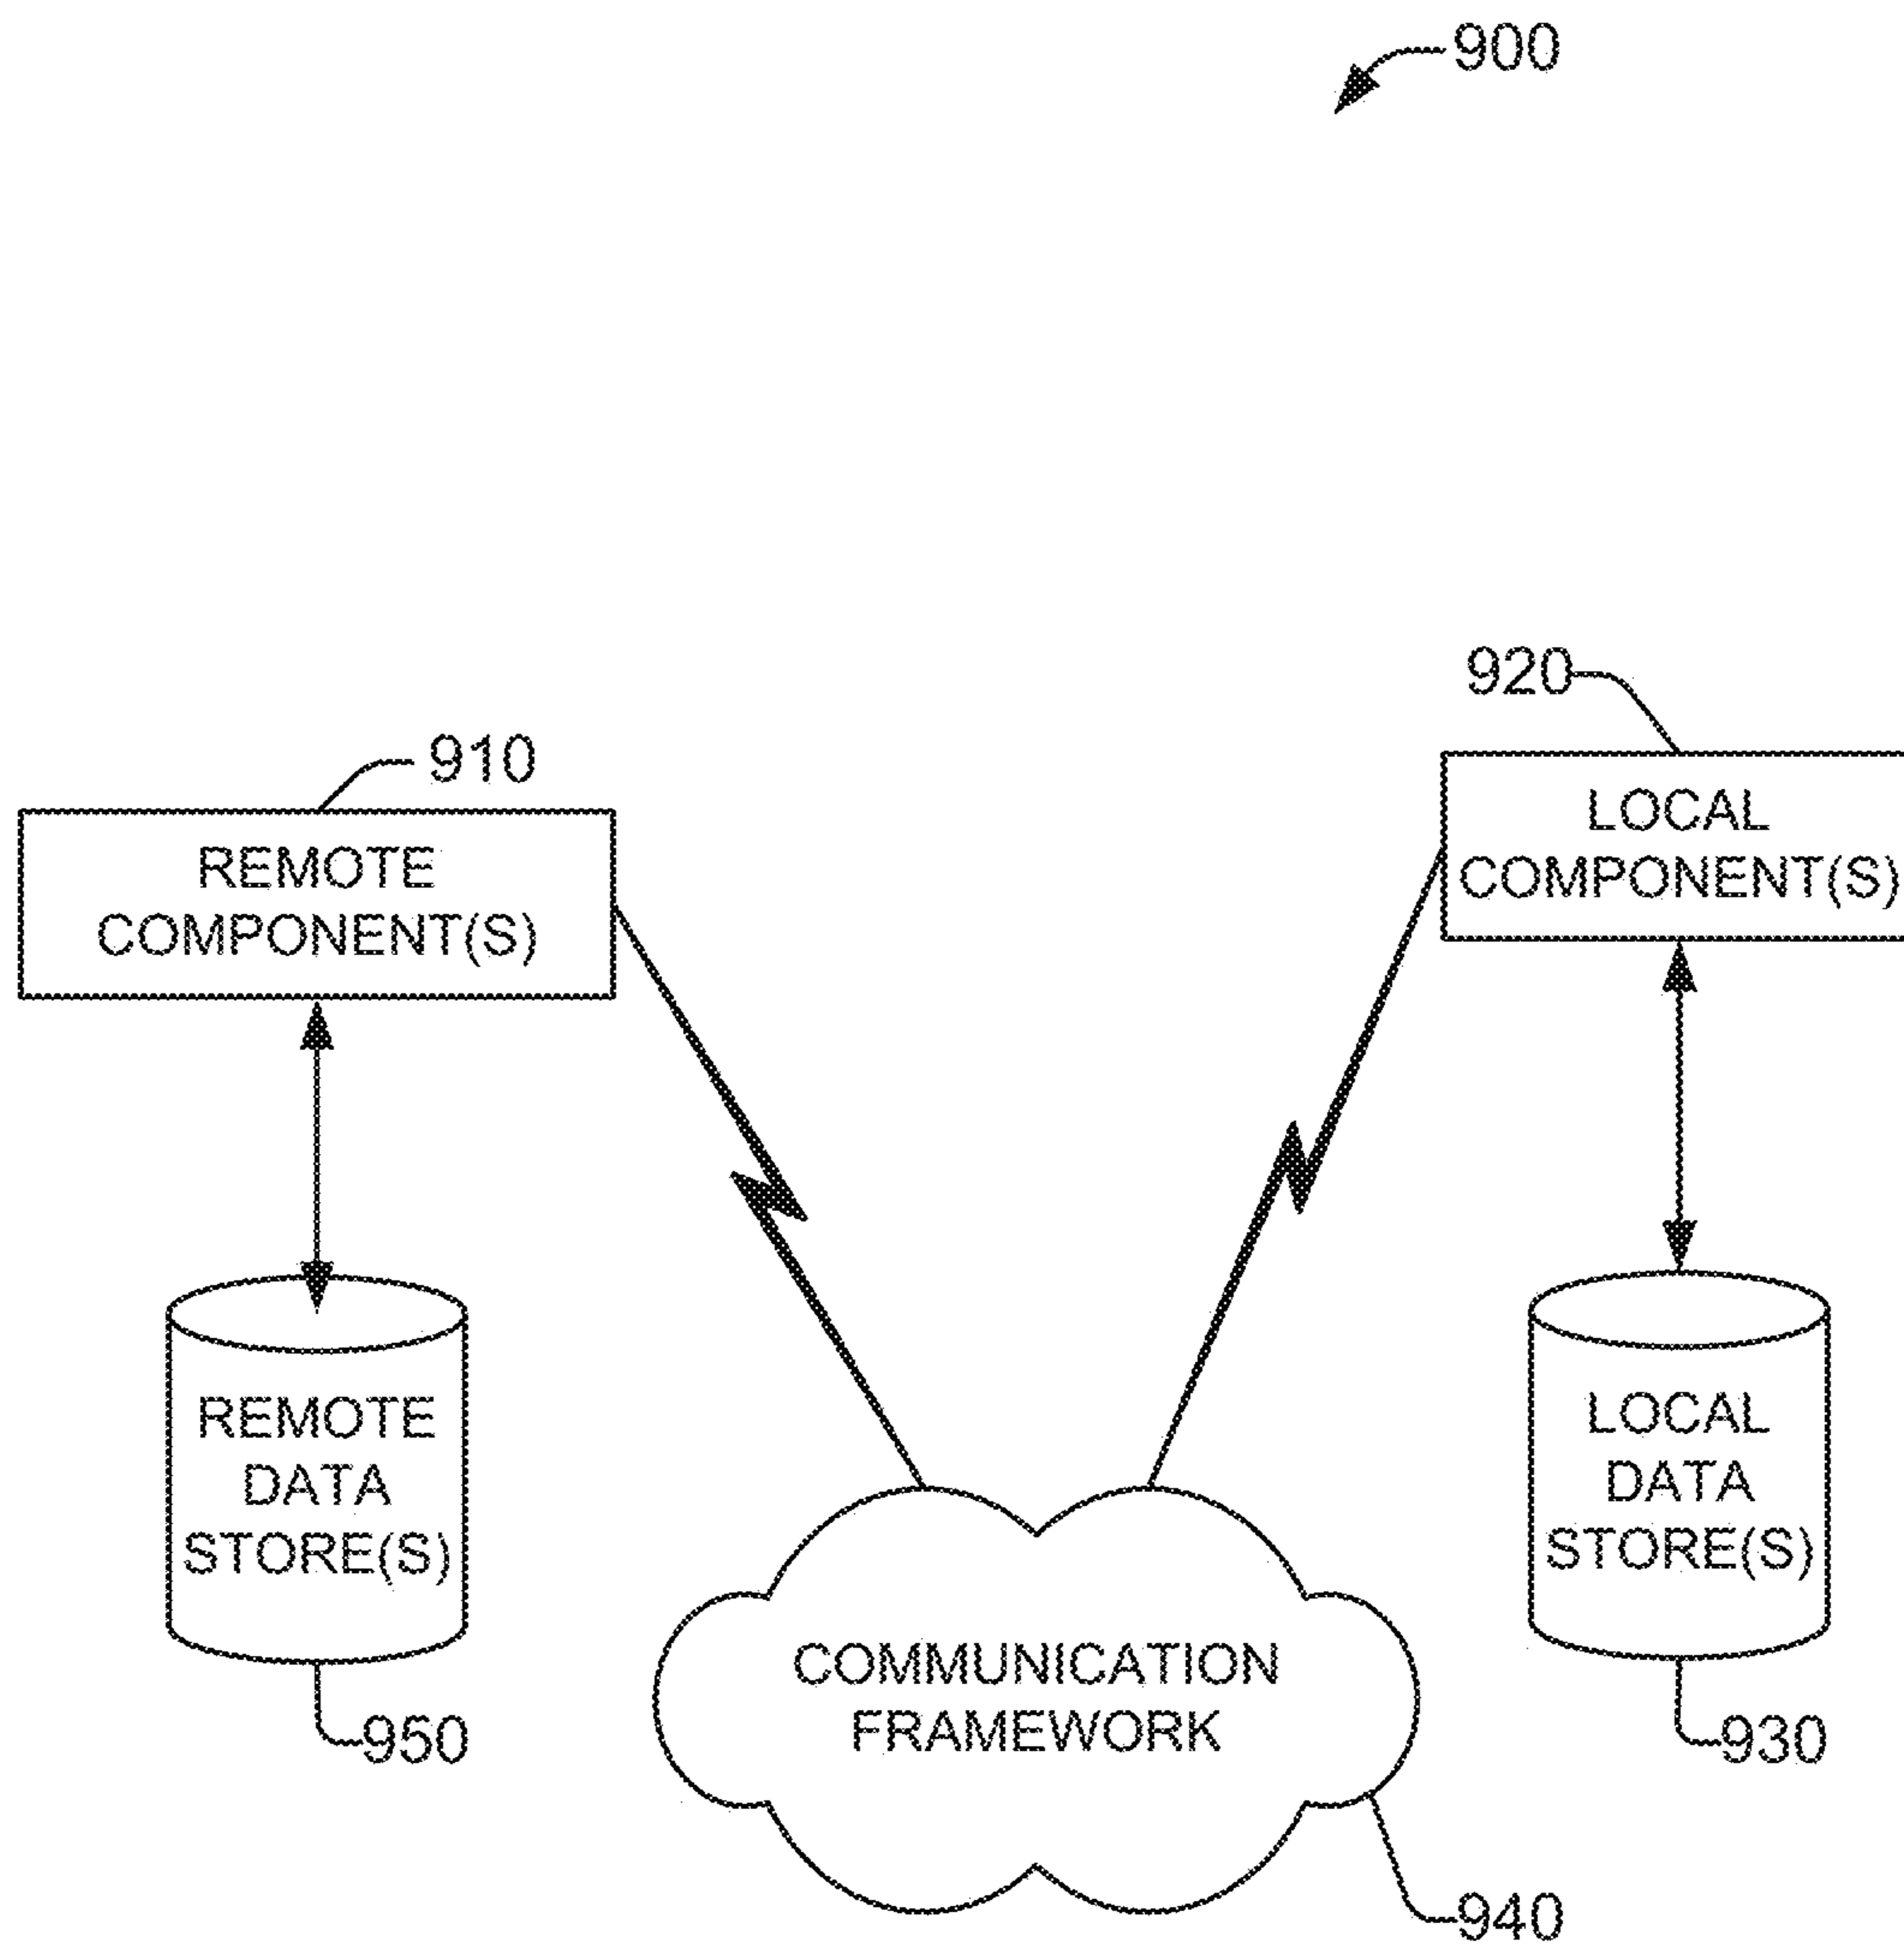 900
920
910
LOCAL
COMPONENT(S)
REMOTE
COMPONENT(S)
REMOTE
DATA
STORE(S)
LOCAL
DATA
STORE(S)
COMMUNICATION
FRAMEWORK
950
930
940